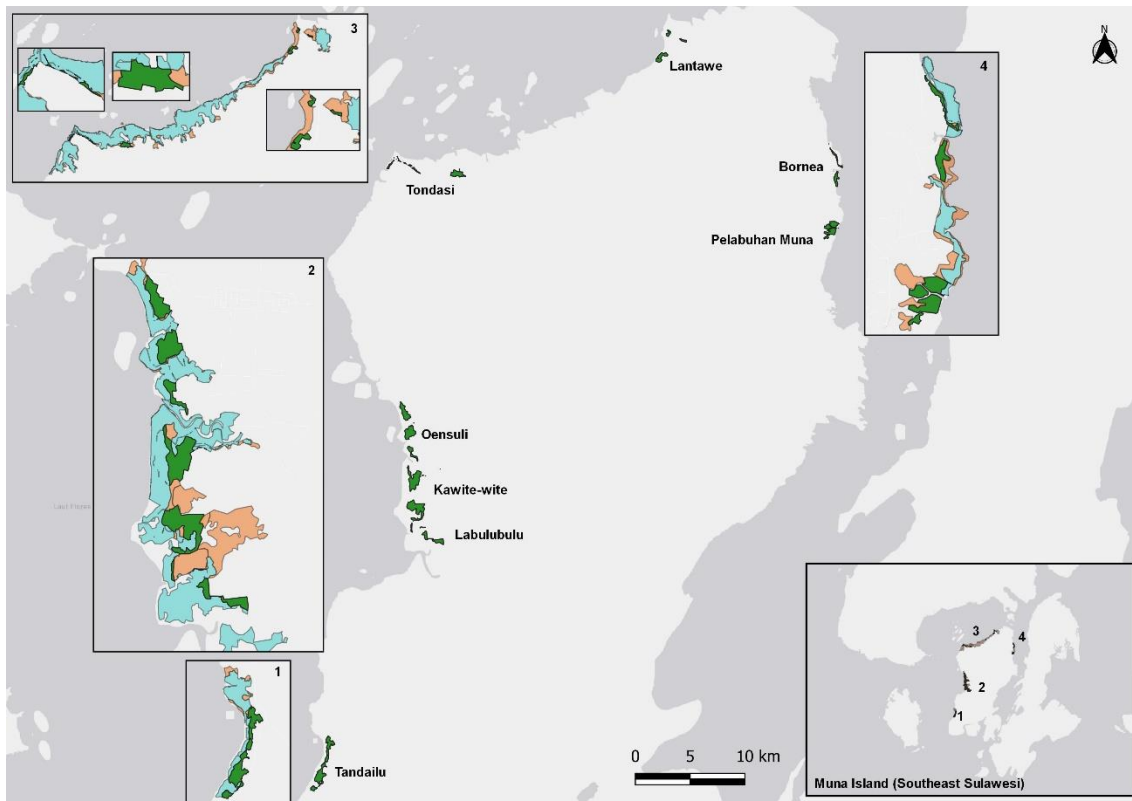 3
N
Lantawe
4
Tondasi
Bornea
Pelabuhan Muna
2
Oensuli
Kawite-wite
Labulubulu
1
Tandailu
0 5 10 km
3
4
2
1
Muna Island (Southeast Sulawesi)